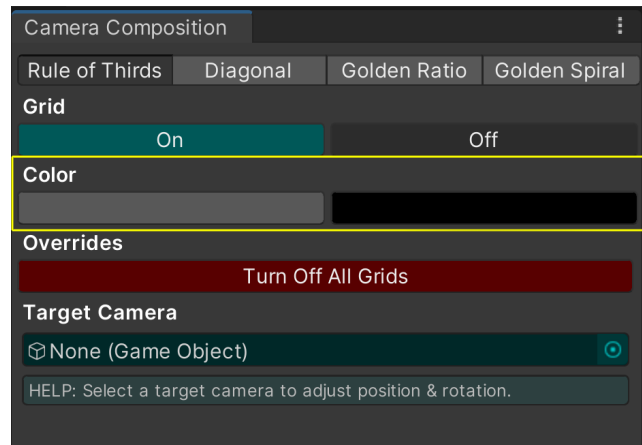 Camera Composition
Rule of Thirds Diagonal Golden Ratio Golden Spiral
Grid
On Off
Color
Overrides
Turn Off All Grids
Target Camera
None (Game Object)
HELP: Select a target camera to adjust position & rotation.